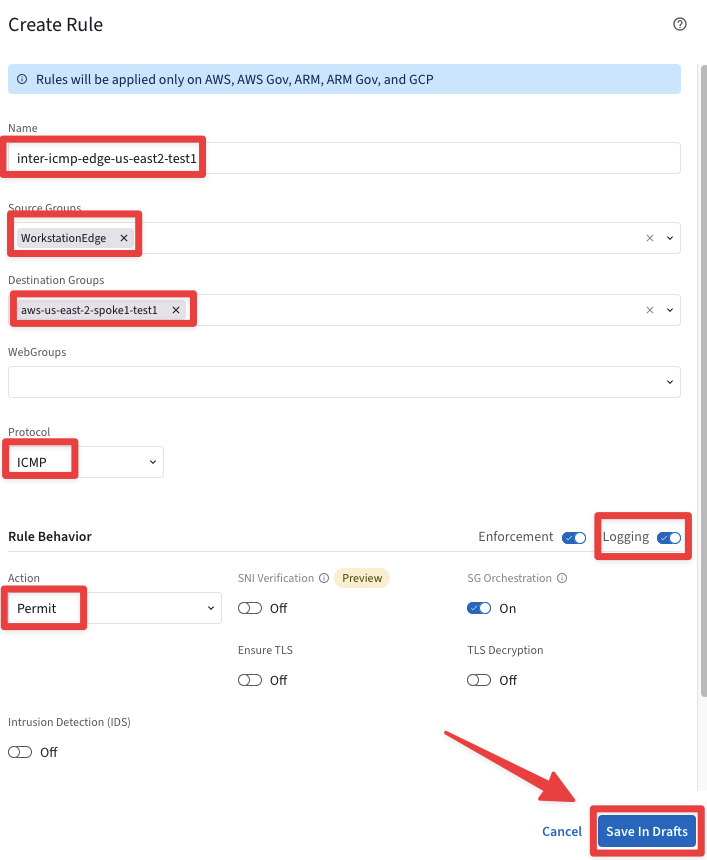 Create Rule
Rules will be applied only on AWS, AWS Gov, ARM, ARM Gov, and GCP
Name
inter-icmp-edge-us-east2-test1
Source Groups
WorkstationEdge
Destination Groups
aws-us-east-2-spoke1-test1
WebGroups
Protocol
ICMP
Rule Behavior Enforcement Logging
Action SNI Verification Preview SG Orchestration
Permit Off On
Ensure TLS TLS Decryption
Off Off
Intrusion Detection (IDS)
Off
Cancel Save In Drafts